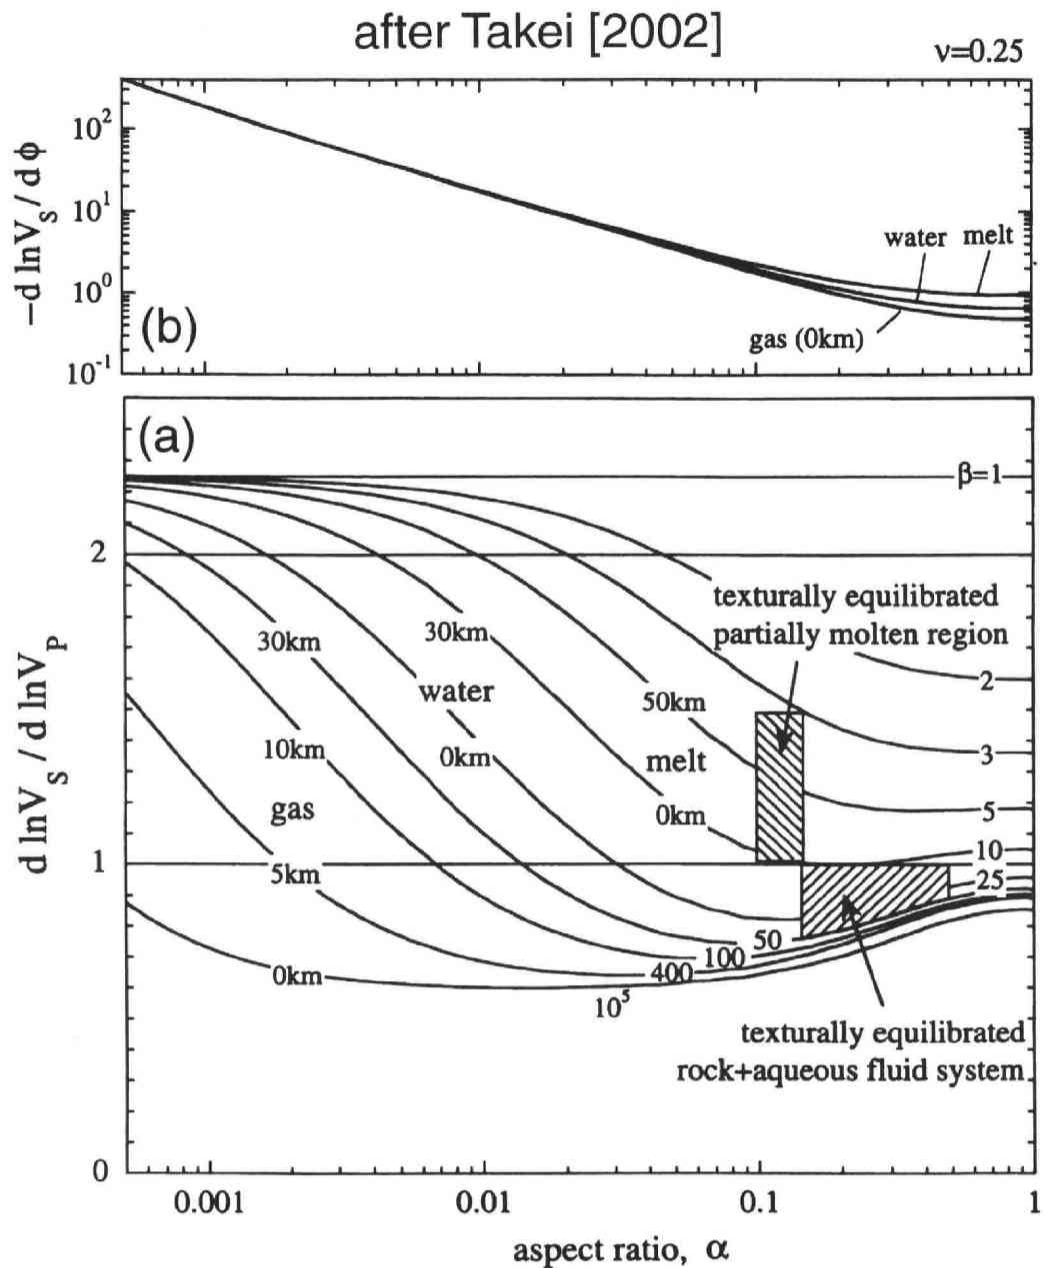 after Takei [2002]
ν=0.25
−d lnV_S / d ϕ
10^2
10^1
10^0
10^-1
(b)
water melt
gas (0km)
(a)
d lnV_S / d lnV_P
2
1
0
β=1
texturally equilibrated
partially molten region
30km
30km
water
50km
2
10km
0km
melt
3
gas
0km
5
5km
10
25
50
100
400
0km
10^5
texturally equilibrated
rock+aqueous fluid system
0.001
0.01
0.1
1
aspect ratio, α